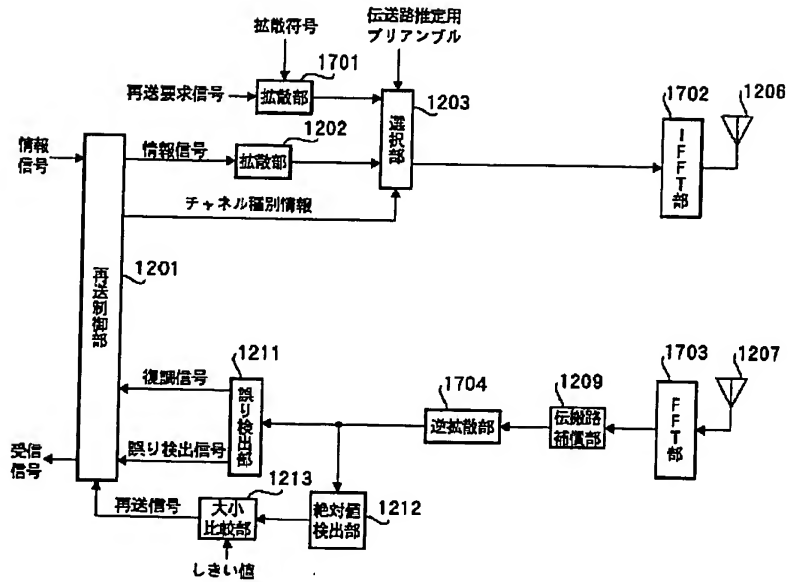 拡散符号
伝送路推定用
プリアンブル
1701
再送要求信号
拡散部
1203
1202
選択部
1702
1206
情報
信号
情報信号
拡散部
IFFT部
チャネル種別情報
1201
再送制御部
1211
1703
1207
復調信号
誤り検出部
1704
1209
逆拡散部
伝搬路
補償部
FFT部
受信
信号
誤り検出信号
1213
再送信号
大小
比較部
絶対値
検出部
1212
しきい値